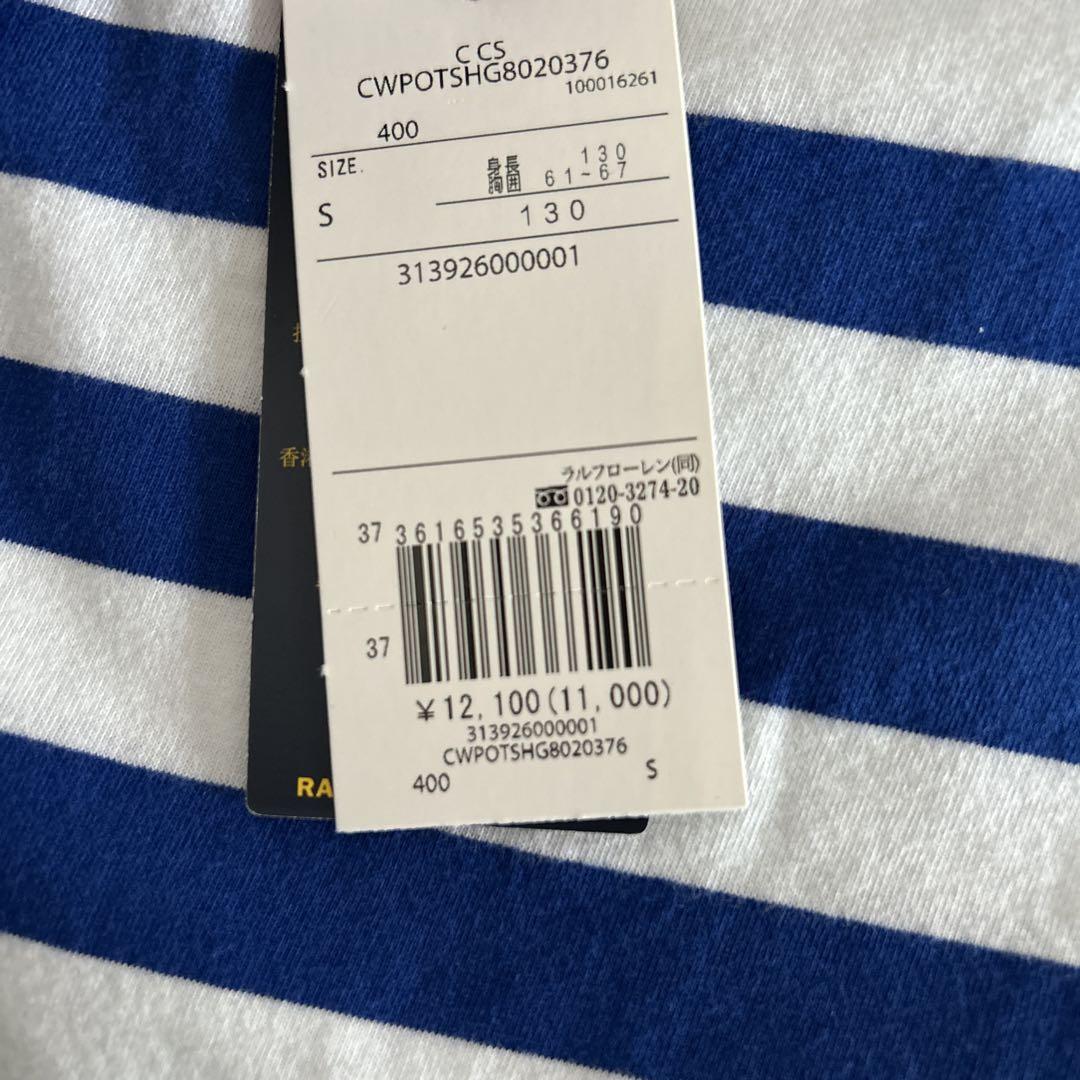 C CS
CWPOTSHG8020376
100016261
400
SIZE.
身長 130
胸囲 61~67
S
130
313926000001
香
ラルフローレン(同)
0120-3274-20
37 3616535366190
37
¥12,100(11,000)
313926000001
CWPOTSHG8020376
400 S
RA